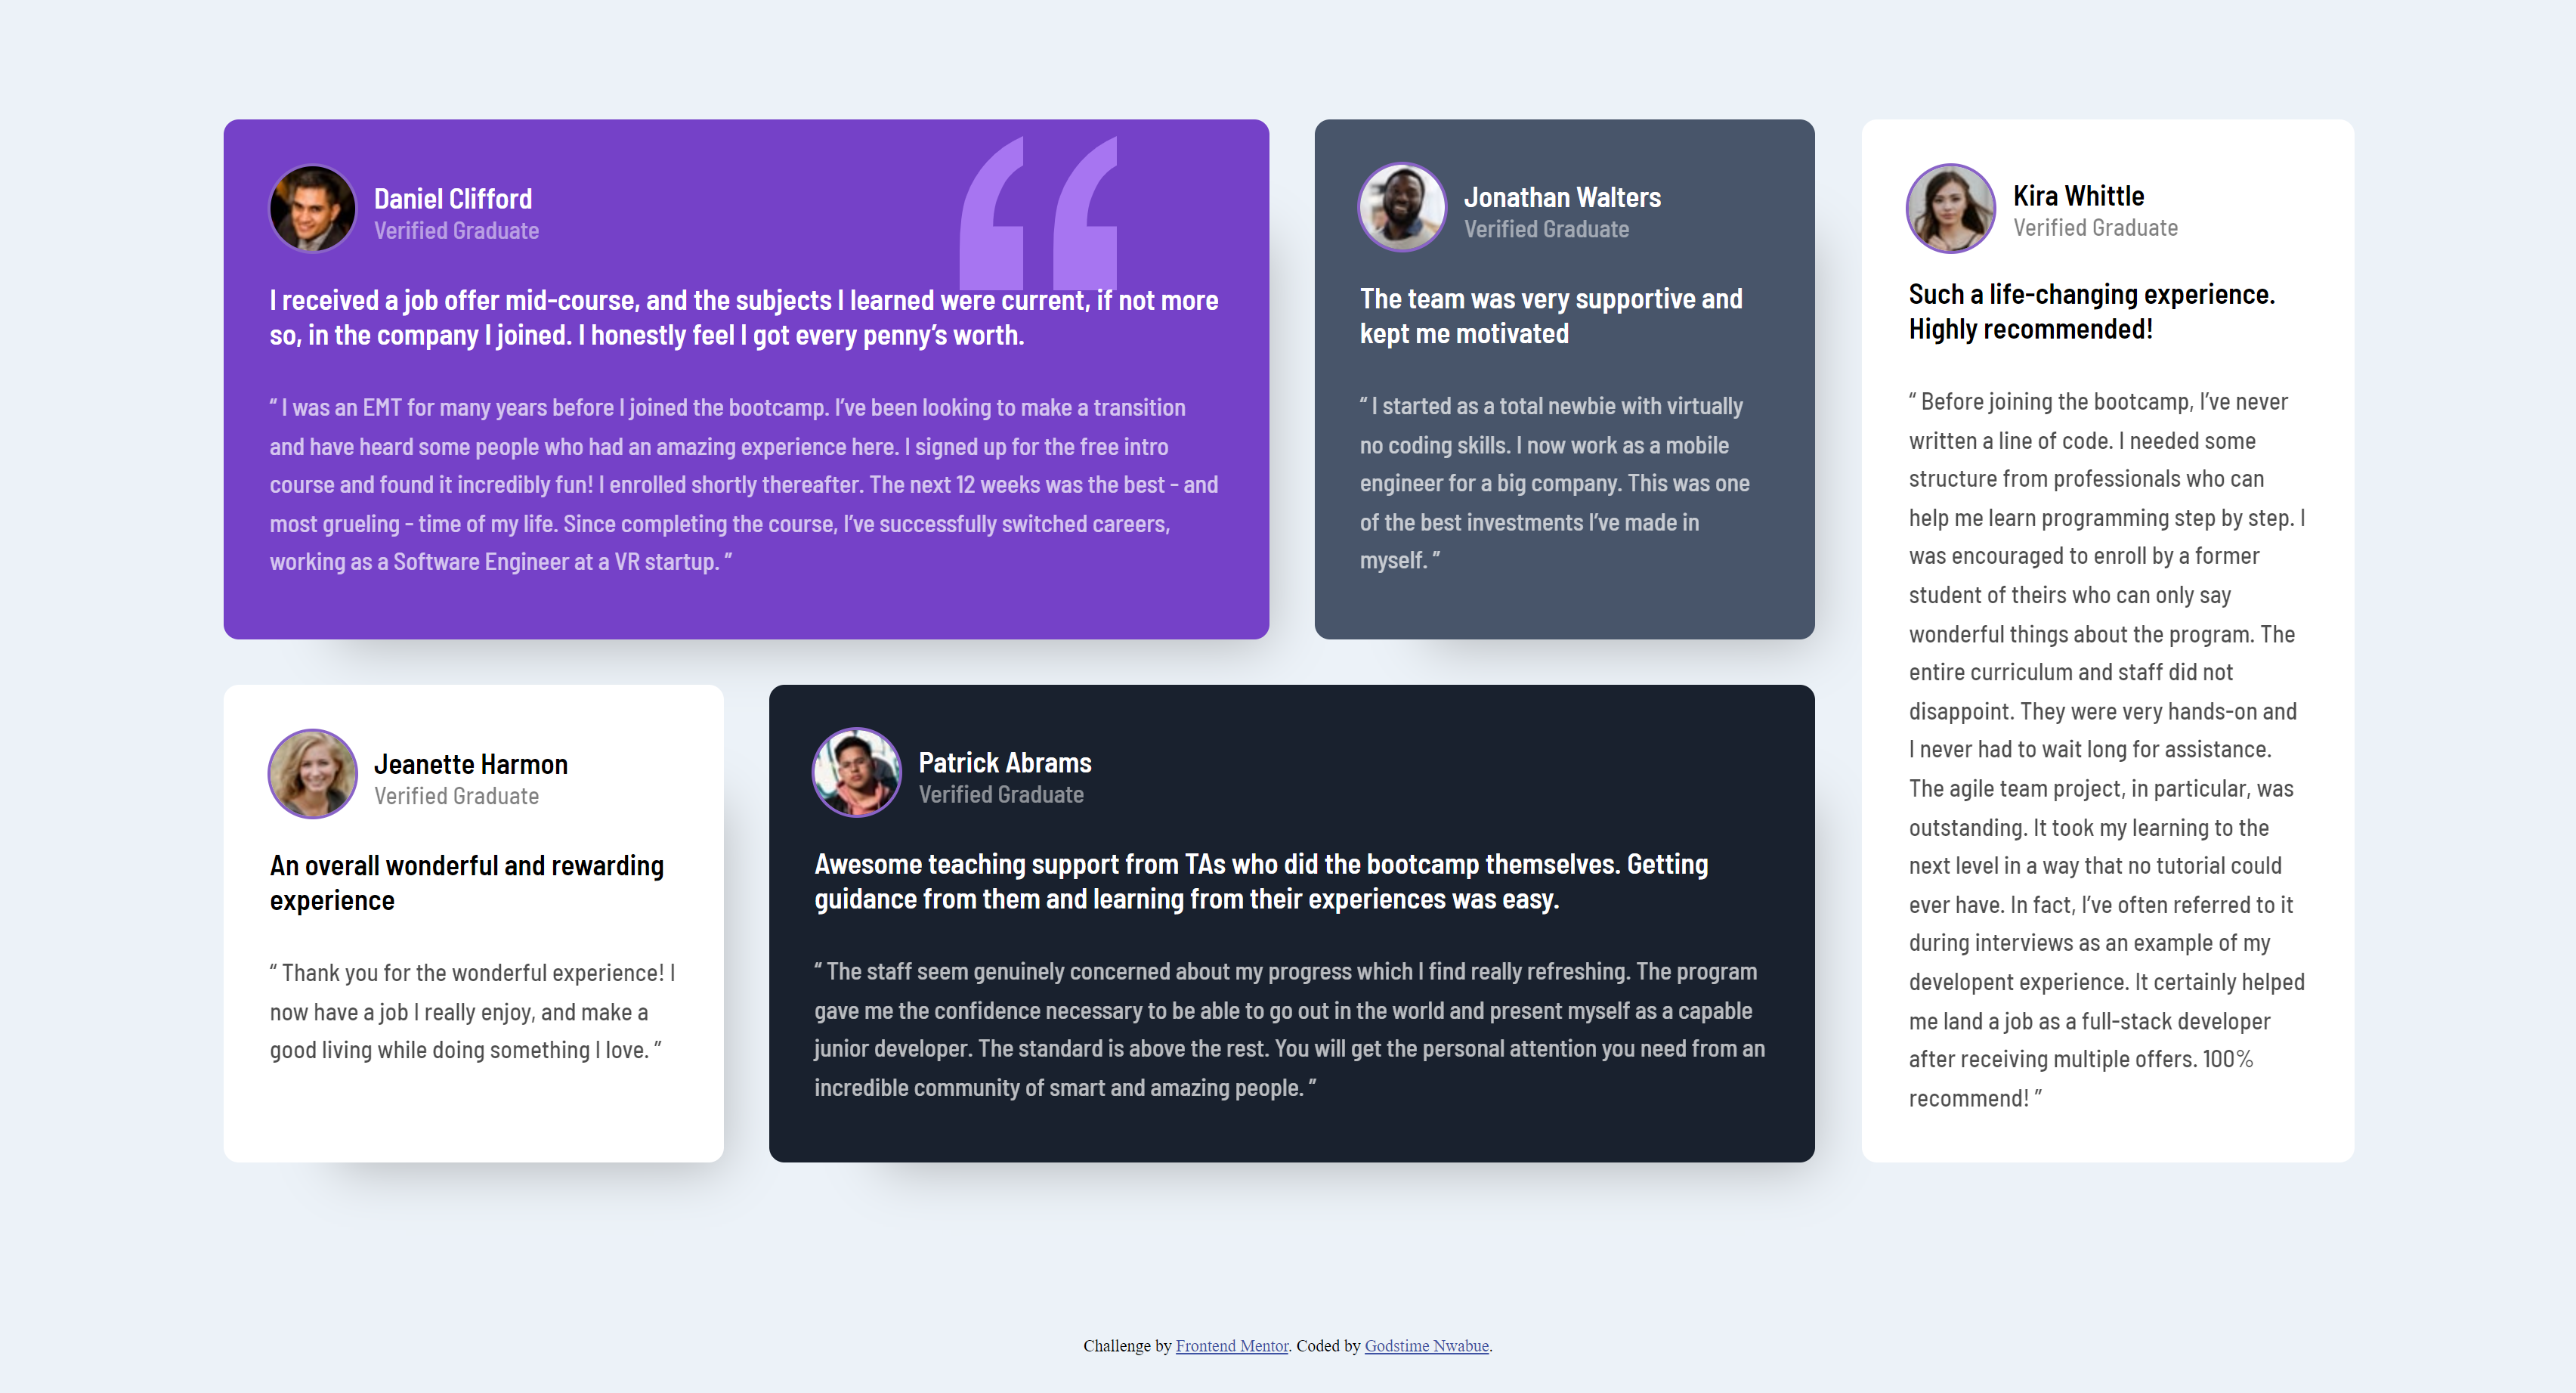 Daniel Clifford
Verified Graduate
I received a job offer mid-course, and the subjects I learned were current, if not more
so, in the company I joined. I honestly feel I got every penny’s worth.
“ I was an EMT for many years before I joined the bootcamp. I’ve been looking to make a transition
and have heard some people who had an amazing experience here. I signed up for the free intro
course and found it incredibly fun! I enrolled shortly thereafter. The next 12 weeks was the best - and
most grueling - time of my life. Since completing the course, I’ve successfully switched careers,
working as a Software Engineer at a VR startup. ”
Jonathan Walters
Verified Graduate
The team was very supportive and
kept me motivated
“ I started as a total newbie with virtually
no coding skills. I now work as a mobile
engineer for a big company. This was one
of the best investments I’ve made in
myself. ”
Kira Whittle
Verified Graduate
Such a life-changing experience.
Highly recommended!
“ Before joining the bootcamp, I’ve never
written a line of code. I needed some
structure from professionals who can
help me learn programming step by step. I
was encouraged to enroll by a former
student of theirs who can only say
wonderful things about the program. The
entire curriculum and staff did not
disappoint. They were very hands-on and
I never had to wait long for assistance.
The agile team project, in particular, was
outstanding. It took my learning to the
next level in a way that no tutorial could
ever have. In fact, I’ve often referred to it
during interviews as an example of my
developent experience. It certainly helped
me land a job as a full-stack developer
after receiving multiple offers. 100%
recommend! ”
Jeanette Harmon
Verified Graduate
An overall wonderful and rewarding
experience
“ Thank you for the wonderful experience! I
now have a job I really enjoy, and make a
good living while doing something I love. ”
Patrick Abrams
Verified Graduate
Awesome teaching support from TAs who did the bootcamp themselves. Getting
guidance from them and learning from their experiences was easy.
“ The staff seem genuinely concerned about my progress which I find really refreshing. The program
gave me the confidence necessary to be able to go out in the world and present myself as a capable
junior developer. The standard is above the rest. You will get the personal attention you need from an
incredible community of smart and amazing people. ”
Challenge by Frontend Mentor. Coded by Godstime Nwabue.